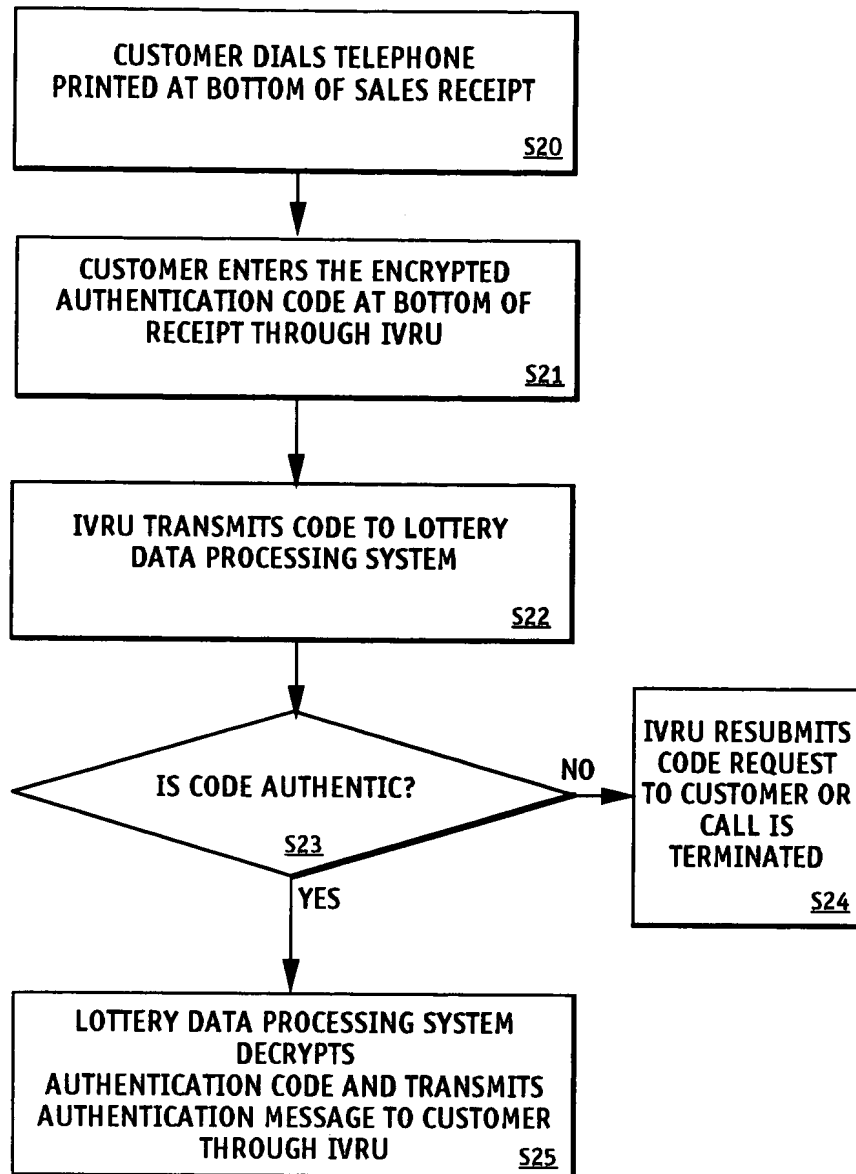 CUSTOMER DIALS TELEPHONE
PRINTED AT BOTTOM OF SALES RECEIPT
S20
CUSTOMER ENTERS THE ENCRYPTED
AUTHENTICATION CODE AT BOTTOM OF
RECEIPT THROUGH IVRU
S21
IVRU TRANSMITS CODE TO LOTTERY
DATA PROCESSING SYSTEM
S22
IS CODE AUTHENTIC?
S23
NO
IVRU RESUBMITS
CODE REQUEST
TO CUSTOMER OR
CALL IS
TERMINATED
S24
YES
LOTTERY DATA PROCESSING SYSTEM
DECRYPTS
AUTHENTICATION CODE AND TRANSMITS
AUTHENTICATION MESSAGE TO CUSTOMER
THROUGH IVRU
S25